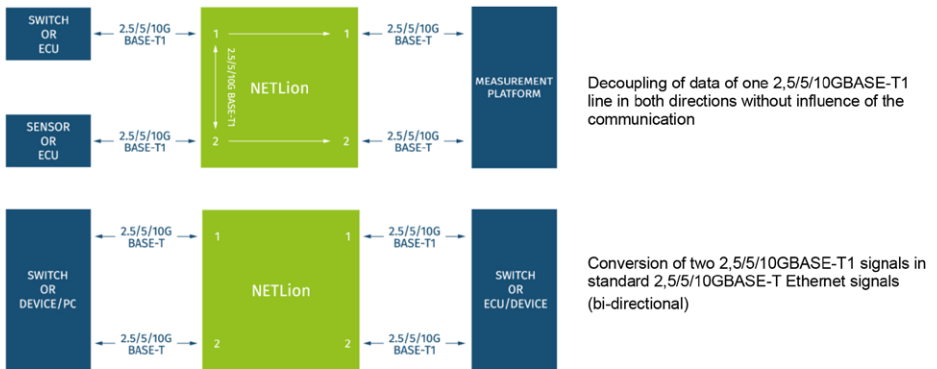 SWITCH
OR
ECU
2.5/5/10G
BASE-T1
1
2.5/5/10G BASE-T1
NETLion
1
2.5/5/10G
BASE-T
MEASUREMENT
PLATFORM
SENSOR
OR
ECU
2.5/5/10G
BASE-T1
2
2
2.5/5/10G
BASE-T
Decoupling of data of one 2,5/5/10GBASE-T1
line in both directions without influence of the
communication
SWITCH
OR
DEVICE/PC
2.5/5/10G
BASE-T
1
NETLion
1
2.5/5/10G
BASE-T1
SWITCH
OR
ECU/DEVICE
2.5/5/10G
BASE-T
2
2
2.5/5/10G
BASE-T1
Conversion of two 2,5/5/10GBASE-T1 signals in
standard 2,5/5/10GBASE-T Ethernet signals
(bi-directional)